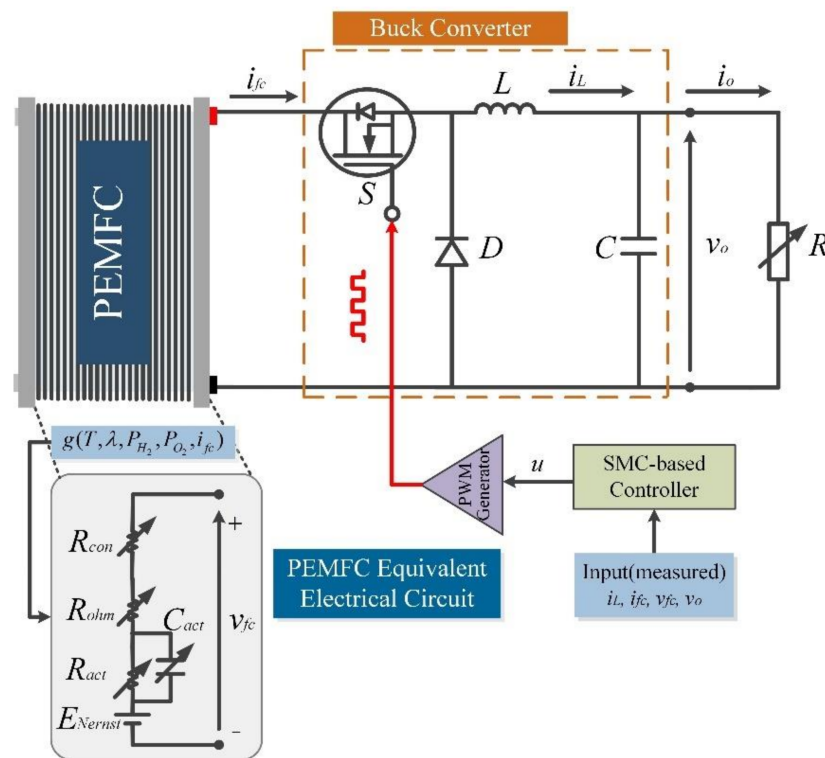 Buck Converter
i_fc
L
i_L
i_o
PEMFC
S
D
C
v_o
R
g(T, λ, P_H₂, P_O₂, i_fc)
u
PWM
Generator
SMC-based
Controller
R_con
+
PEMFC Equivalent
Electrical Circuit
Input(measured)
i_L, i_fc, v_fc, v_o
R_ohm
C_act
v_fc
R_act
E_Nernst
-